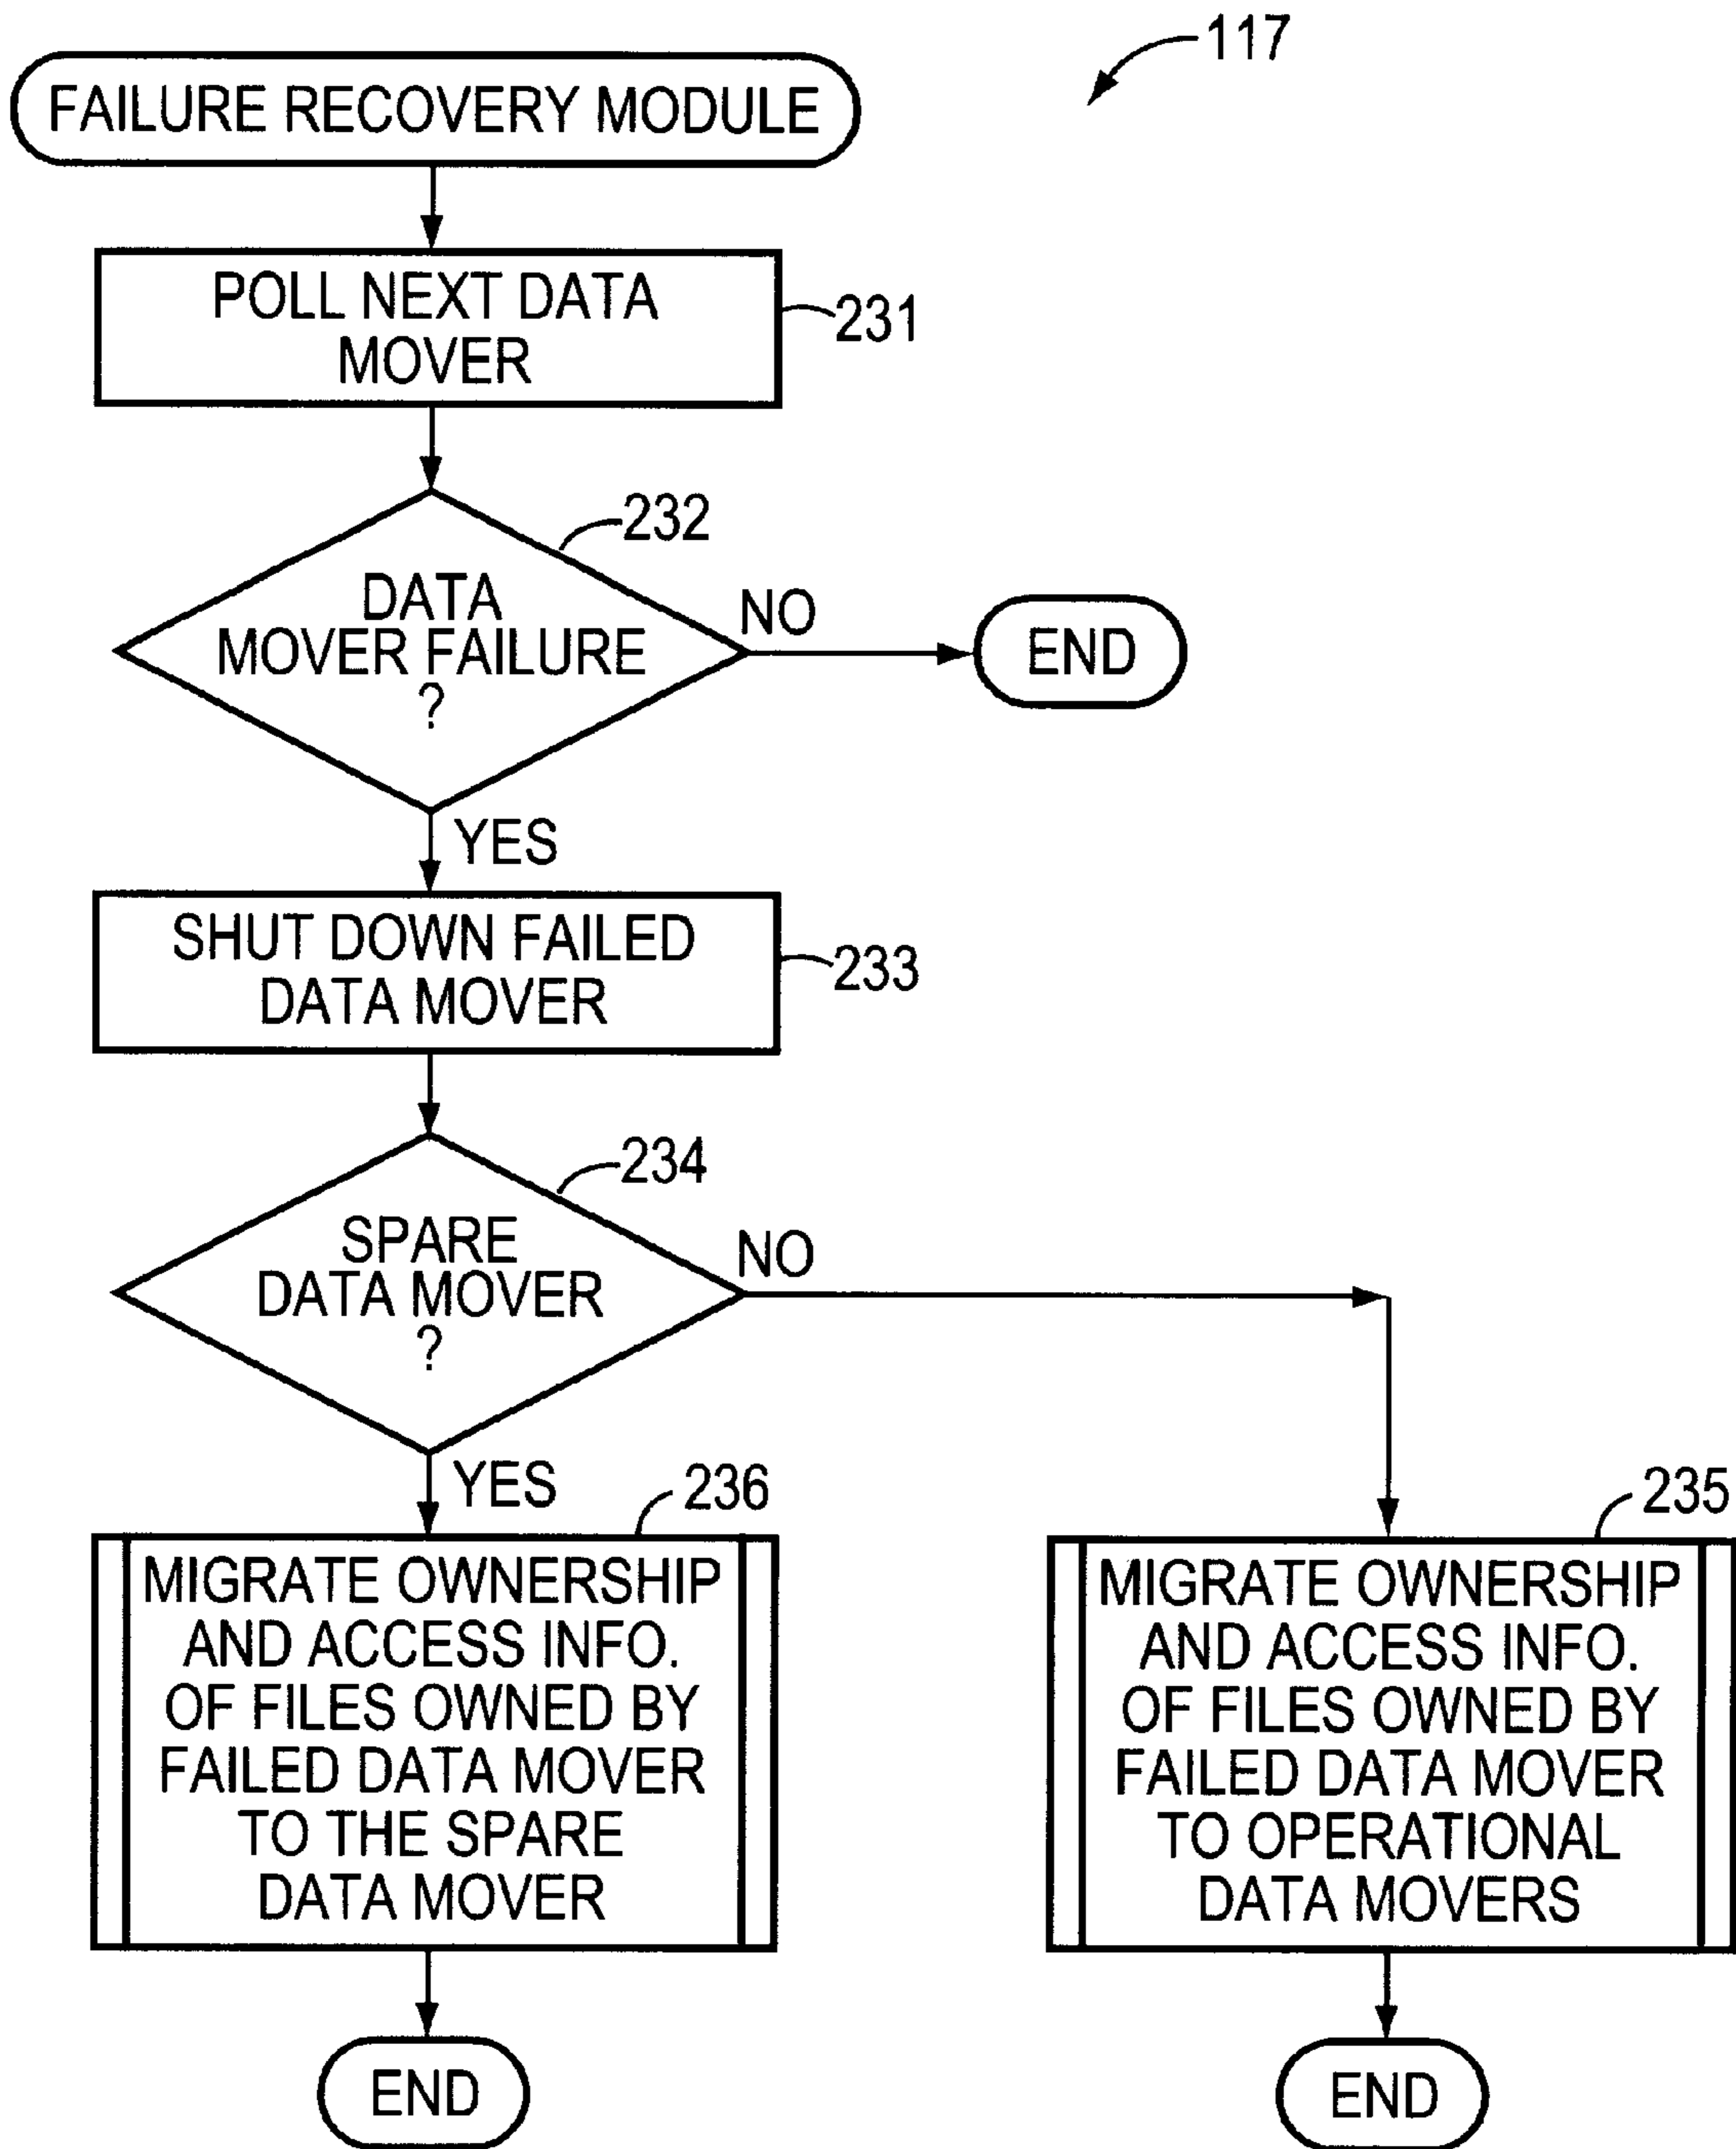 117
FAILURE RECOVERY MODULE
POLL NEXT DATA
MOVER
231
232
DATA
MOVER FAILURE
?
NO
END
YES
SHUT DOWN FAILED
DATA MOVER
233
234
SPARE
DATA MOVER
?
NO
YES
236
MIGRATE OWNERSHIP
AND ACCESS INFO.
OF FILES OWNED BY
FAILED DATA MOVER
TO THE SPARE
DATA MOVER
235
MIGRATE OWNERSHIP
AND ACCESS INFO.
OF FILES OWNED BY
FAILED DATA MOVER
TO OPERATIONAL
DATA MOVERS
END
END